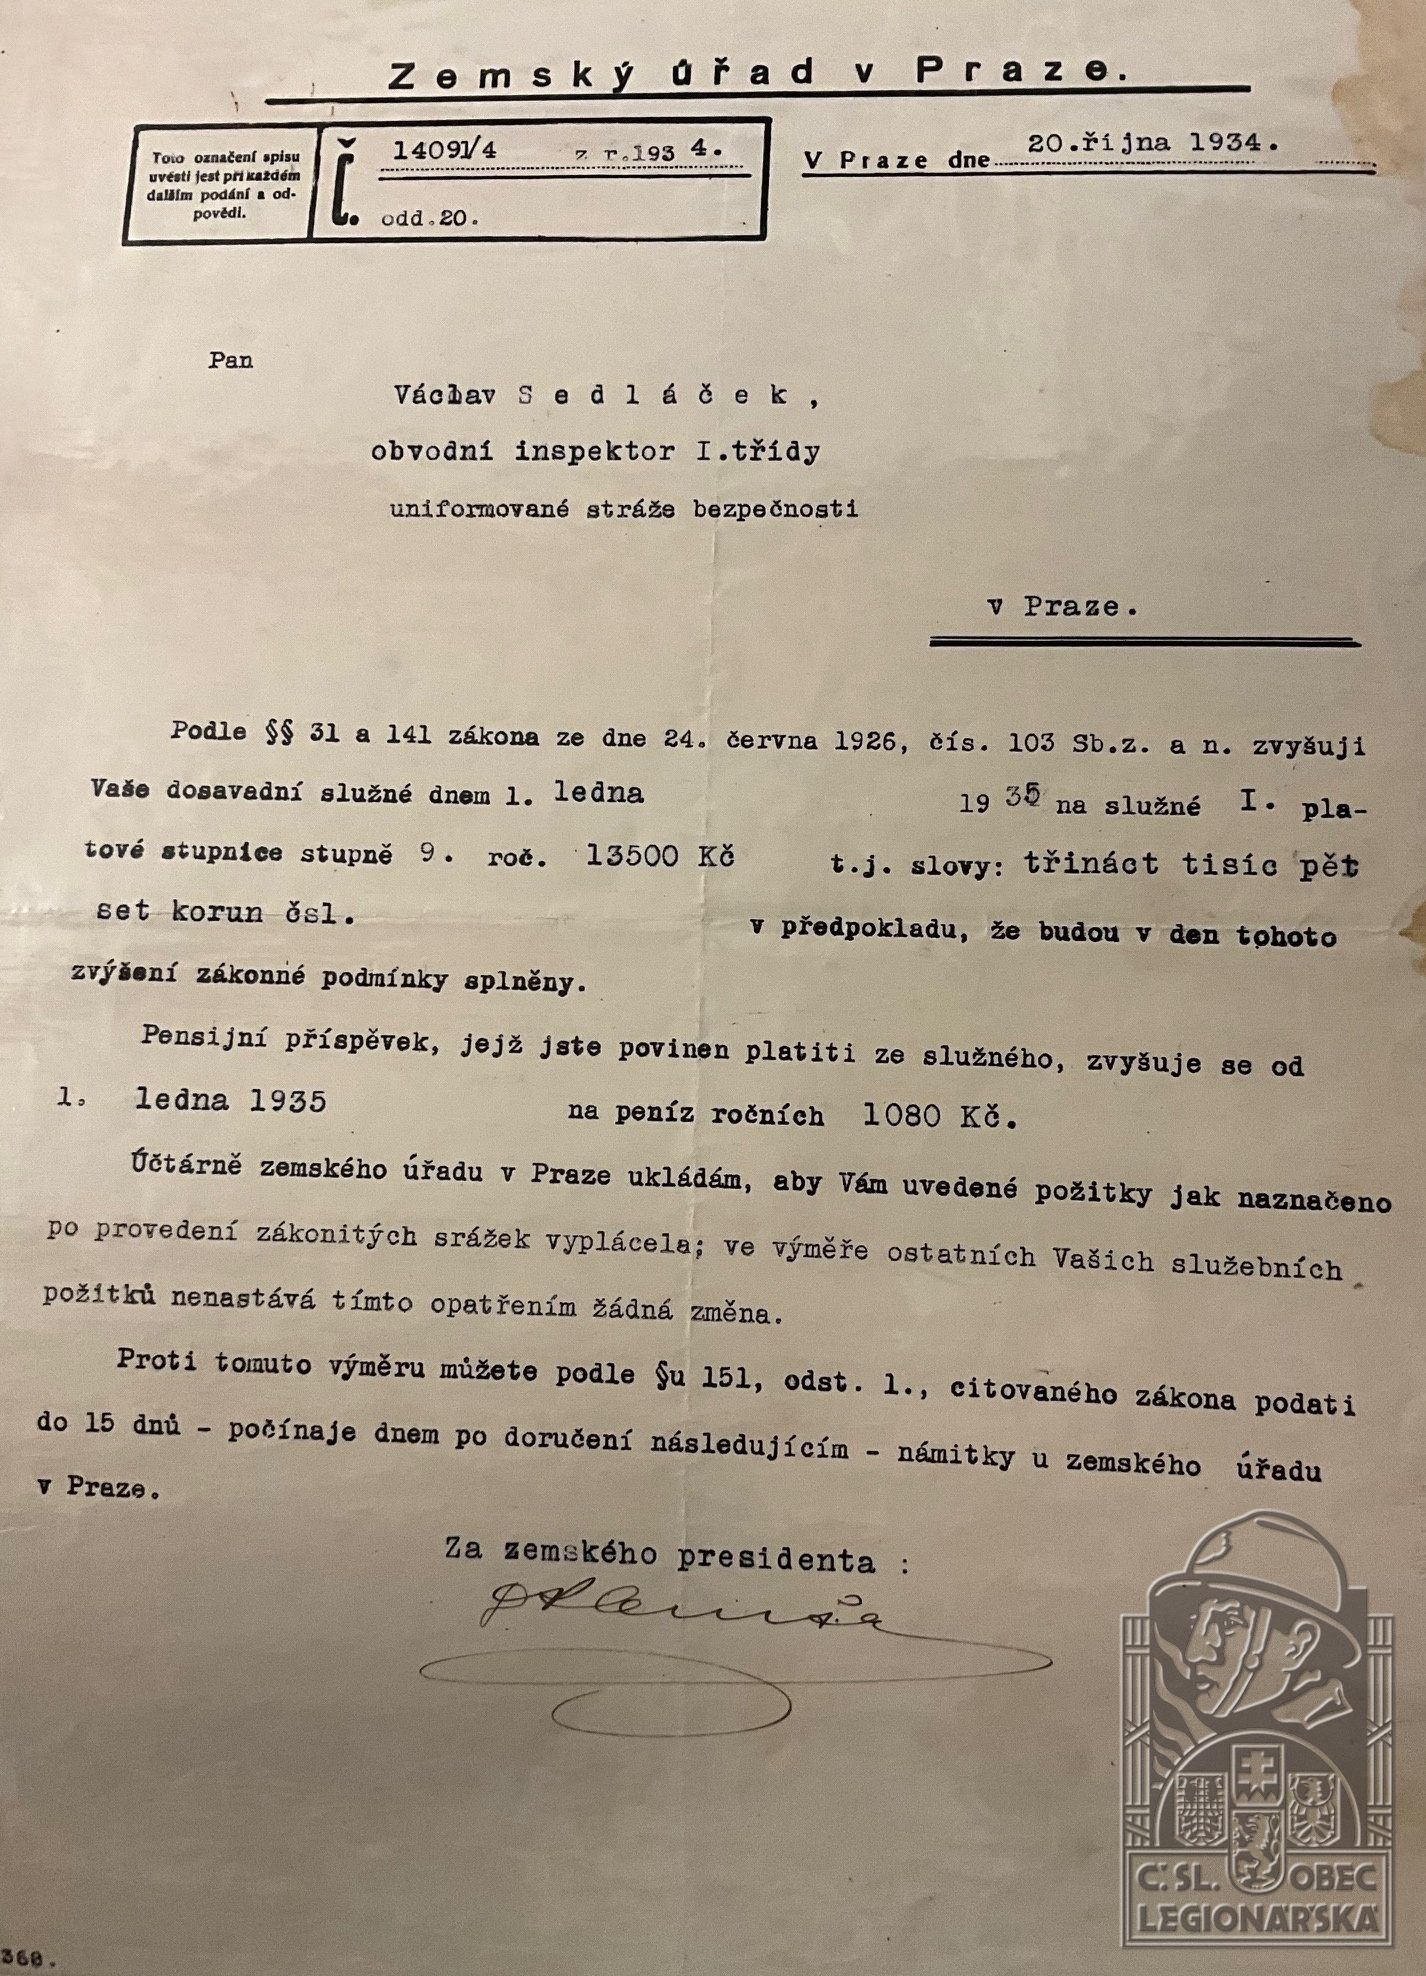 Zemský úřad v Praze.
Toto označení spisu
uvésti jest při každém
dalším podání a od-
povědi.
Č. 14091/4 z r.1934.
odd.20.
V Praze dne 20.října 1934.
Pan
Václav Sedláček,
obvodní inspektor I.třídy
uniformované stráže bezpečnosti
v Praze.
Podle §§ 31 a 141 zákona ze dne 24. června 1926, čís. 103 Sb.z. a n. zvyšuji
Vaše dosavadní služné dnem 1. ledna 1935 na služné I. pla-
tové stupnice stupně 9. roč. 13500 Kč t.j. slovy: třináct tisíc pět
set korun čsl. v předpokladu, že budou v den tohoto
zvýšení zákonné podmínky splněny.
Pensijní příspěvek, jejž jste povinen platiti ze služného, zvyšuje se od
1. ledna 1935 na peníz ročních 1080 Kč.
Účtárně zemského úřadu v Praze ukládám, aby Vám uvedené požitky jak naznačeno
po provedení zákonitých srážek vyplácela; ve výměře ostatních Vašich služebních
požitků nenastává tímto opatřením žádná změna.
Proti tomuto výměru můžete podle §u 151, odst. 1., citovaného zákona podati
do 15 dnů - počínaje dnem po doručení následujícím - námitky u zemského úřadu
v Praze.
Za zemského presidenta :
Č.SL. OBEC
LEGIONÁŘSKÁ
368.